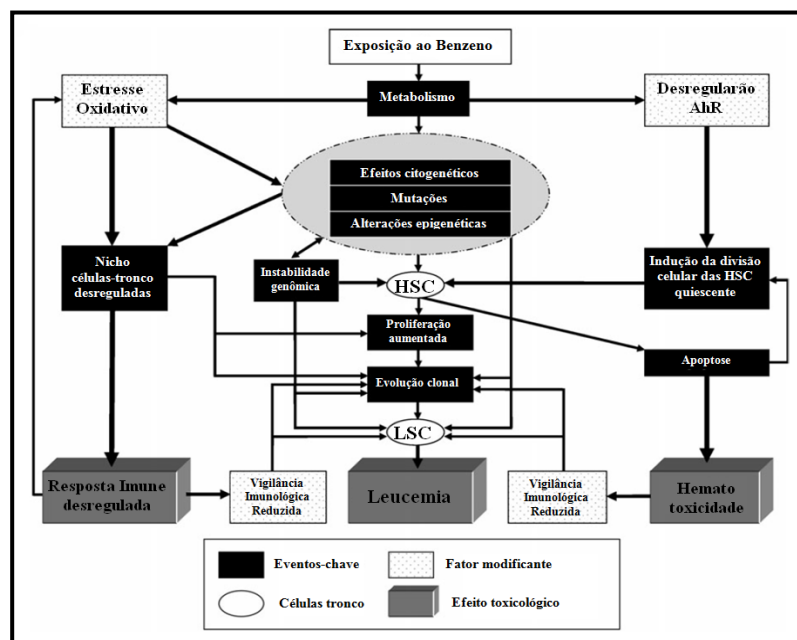 Exposição ao Benzeno
Estresse
Oxidativo
Metabolismo
Desregularão
AhR
Efeitos citogenéticos
Mutações
Alterações epigenéticas
Nicho
células-tronco
desreguladas
Instabilidade
genômica
HSC
Indução da divisão
celular das HSC
quiescente
Proliferação
aumentada
Apoptose
Evolução clonal
LSC
Resposta Imune
desregulada
Vigilância
Imunológica
Reduzida
Leucemia
Vigilância
Imunológica
Reduzida
Hemato
toxicidade
Eventos-chave
Fator modificante
Células tronco
Efeito toxicológico